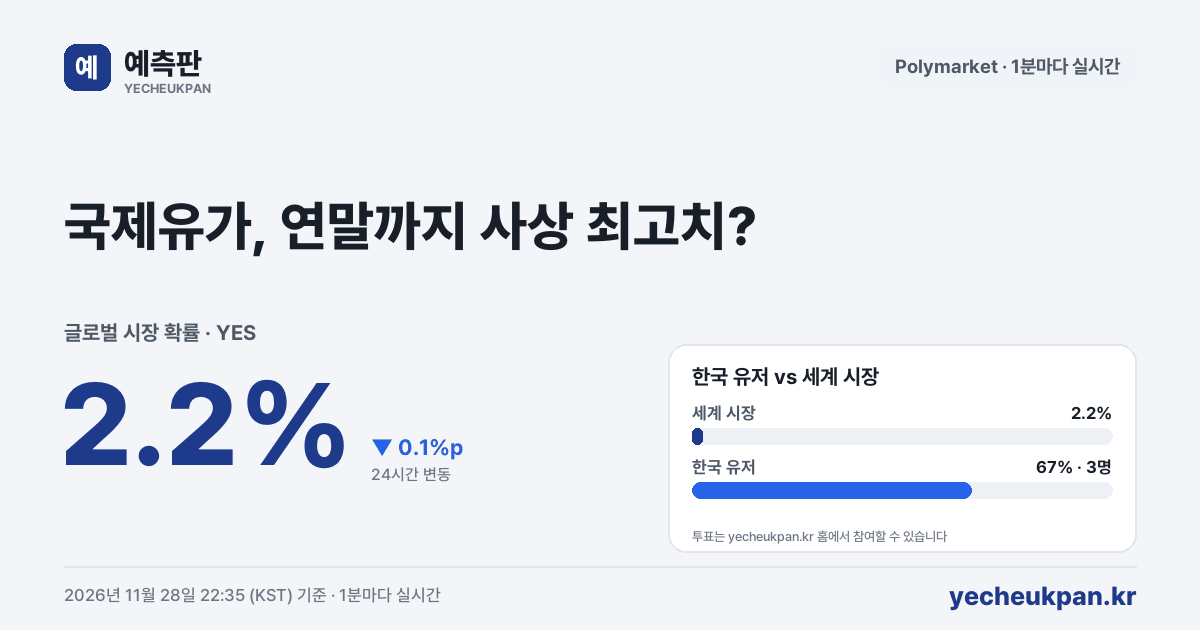 예
예측판
YECHEUKPAN
Polymarket · 1분마다 실시간
국제유가, 연말까지 사상 최고치?
글로벌 시장 확률 · YES
2.2%
▼ 0.1%p
24시간 변동
한국 유저 vs 세계 시장
세계 시장 2.2%
한국 유저 67% · 3명
투표는 yecheukpan.kr 홈에서 참여할 수 있습니다
2026년 11월 28일 22:35 (KST) 기준 · 1분마다 실시간
yecheukpan.kr